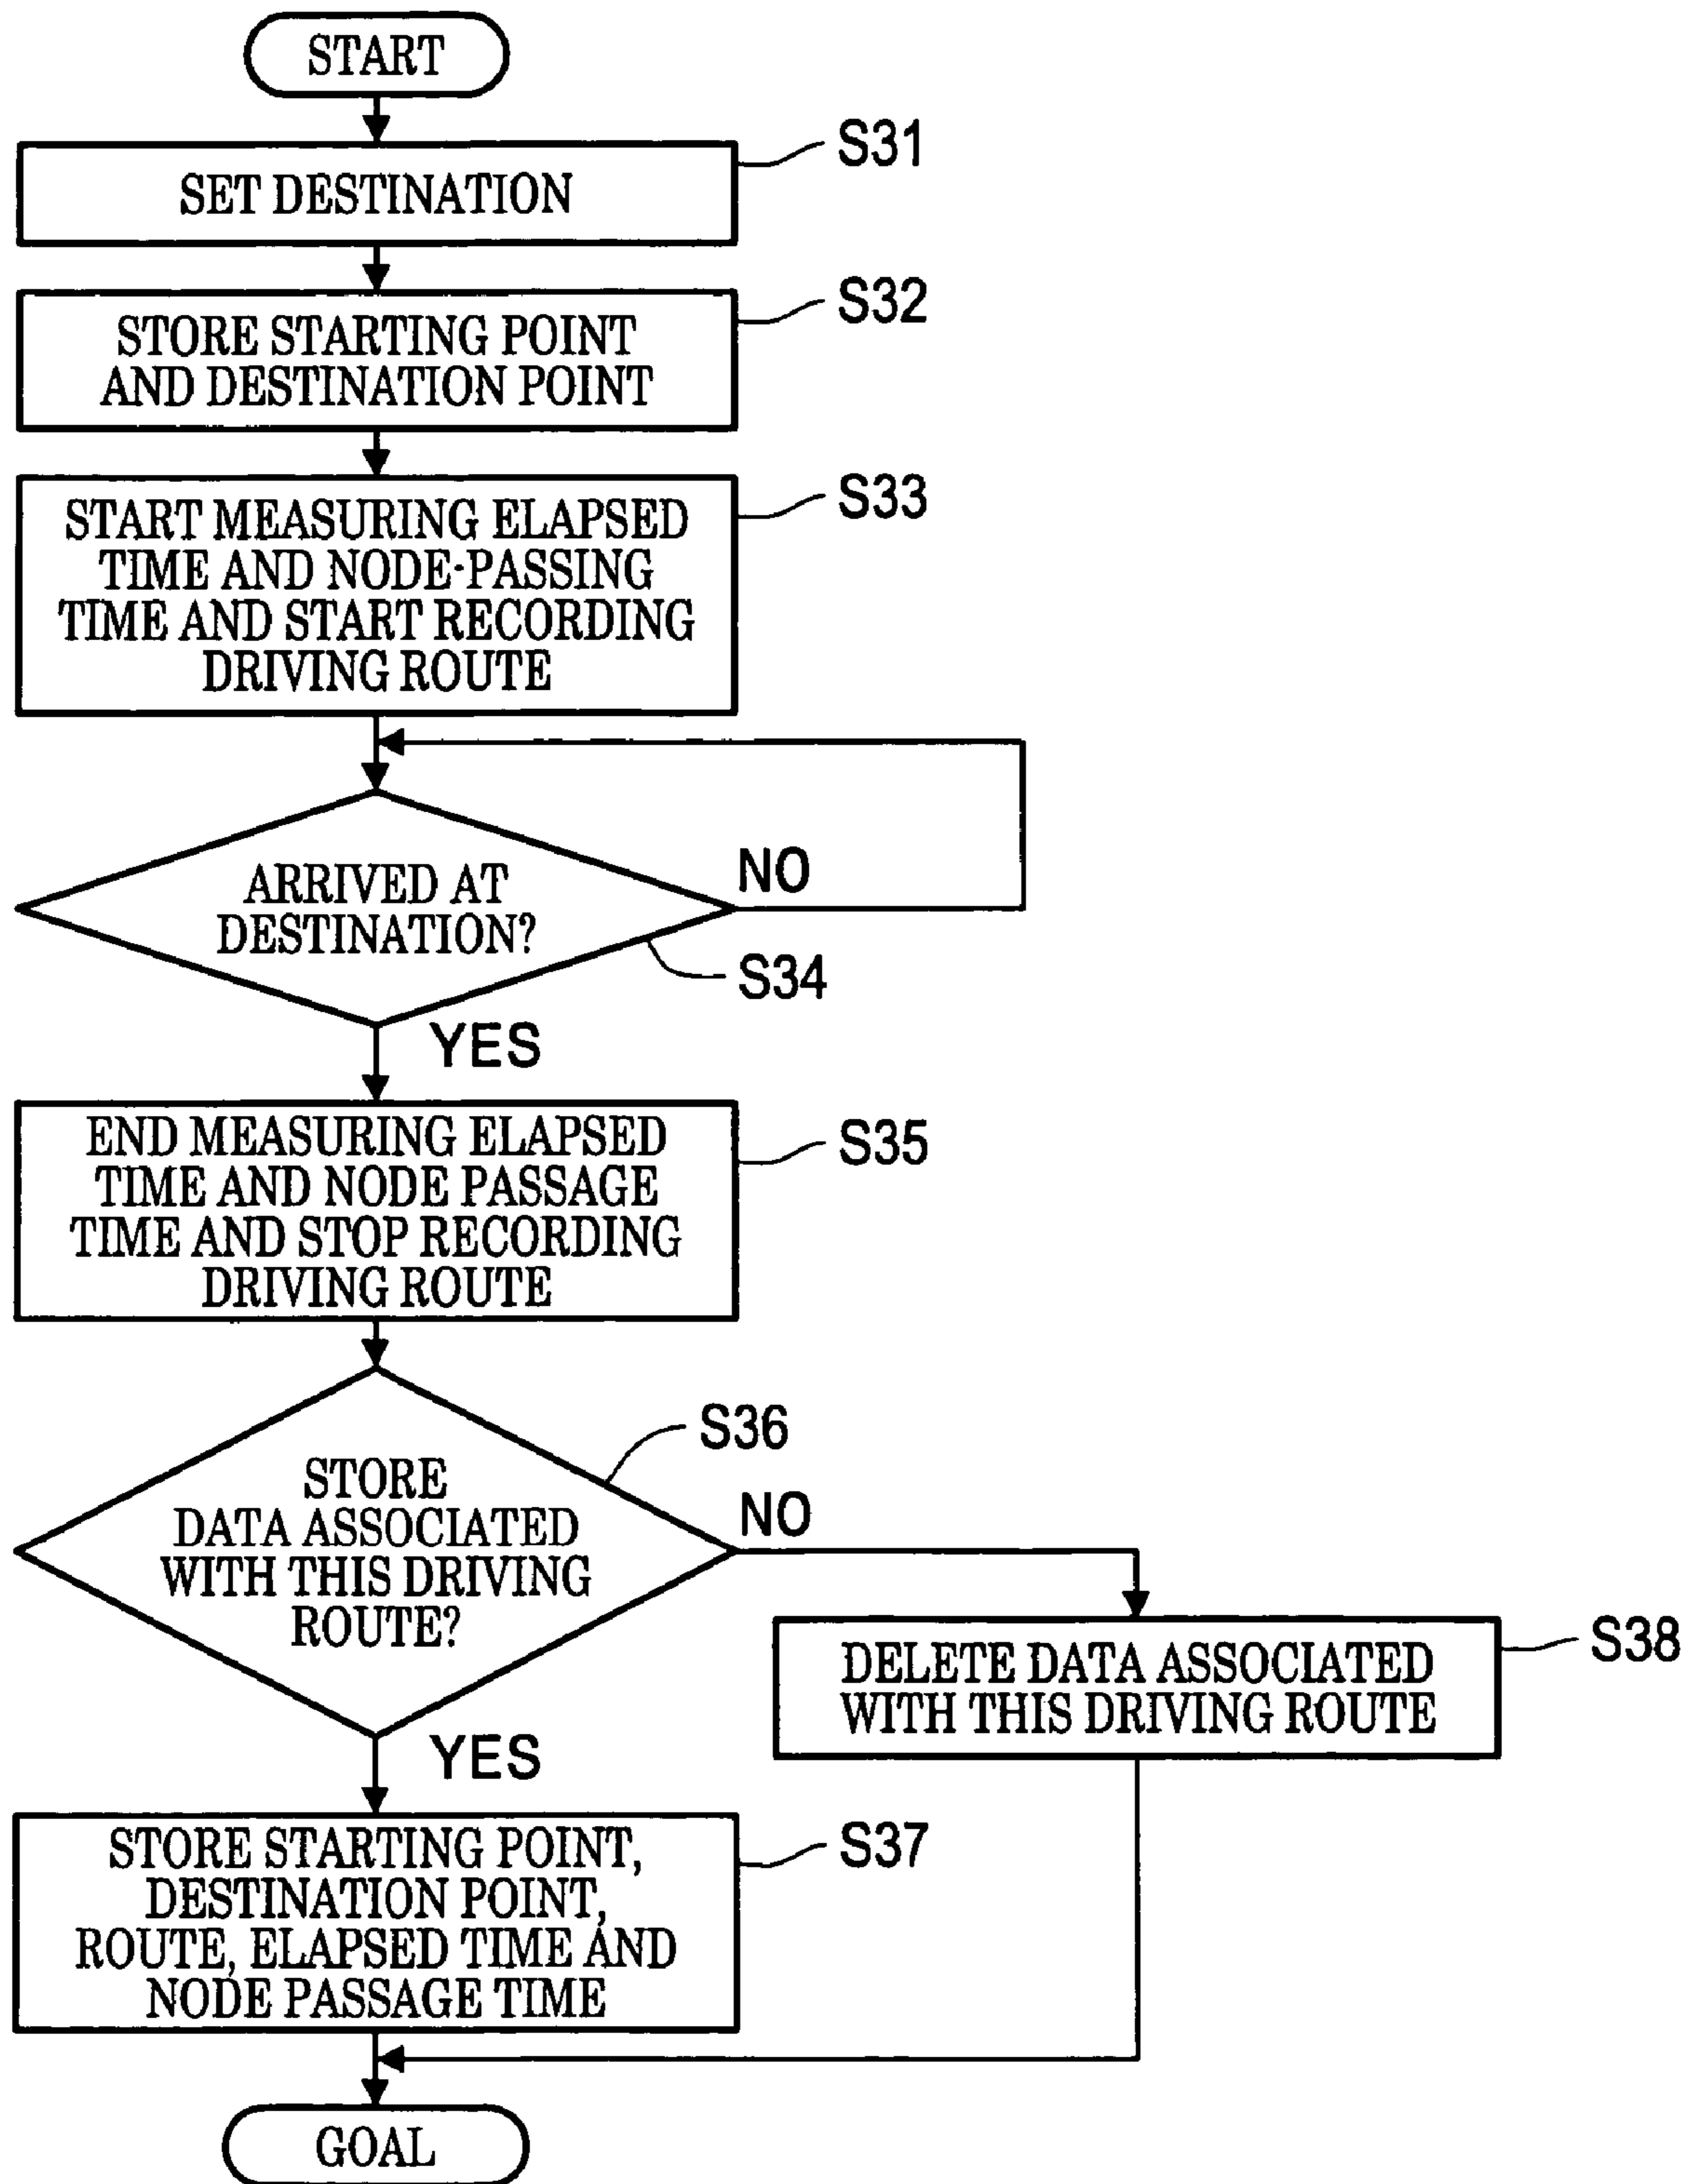 START
S31
SET DESTINATION
S32
STORE STARTING POINT
AND DESTINATION POINT
S33
START MEASURING ELAPSED
TIME AND NODE-PASSING
TIME AND START RECORDING
DRIVING ROUTE
ARRIVED AT
DESTINATION?
NO
S34
YES
END MEASURING ELAPSED
TIME AND NODE PASSAGE
TIME AND STOP RECORDING
DRIVING ROUTE
S35
S36
STORE
DATA ASSOCIATED
WITH THIS DRIVING
ROUTE?
NO
S38
DELETE DATA ASSOCIATED
WITH THIS DRIVING ROUTE
YES
STORE STARTING POINT,
DESTINATION POINT,
ROUTE, ELAPSED TIME AND
NODE PASSAGE TIME
S37
GOAL